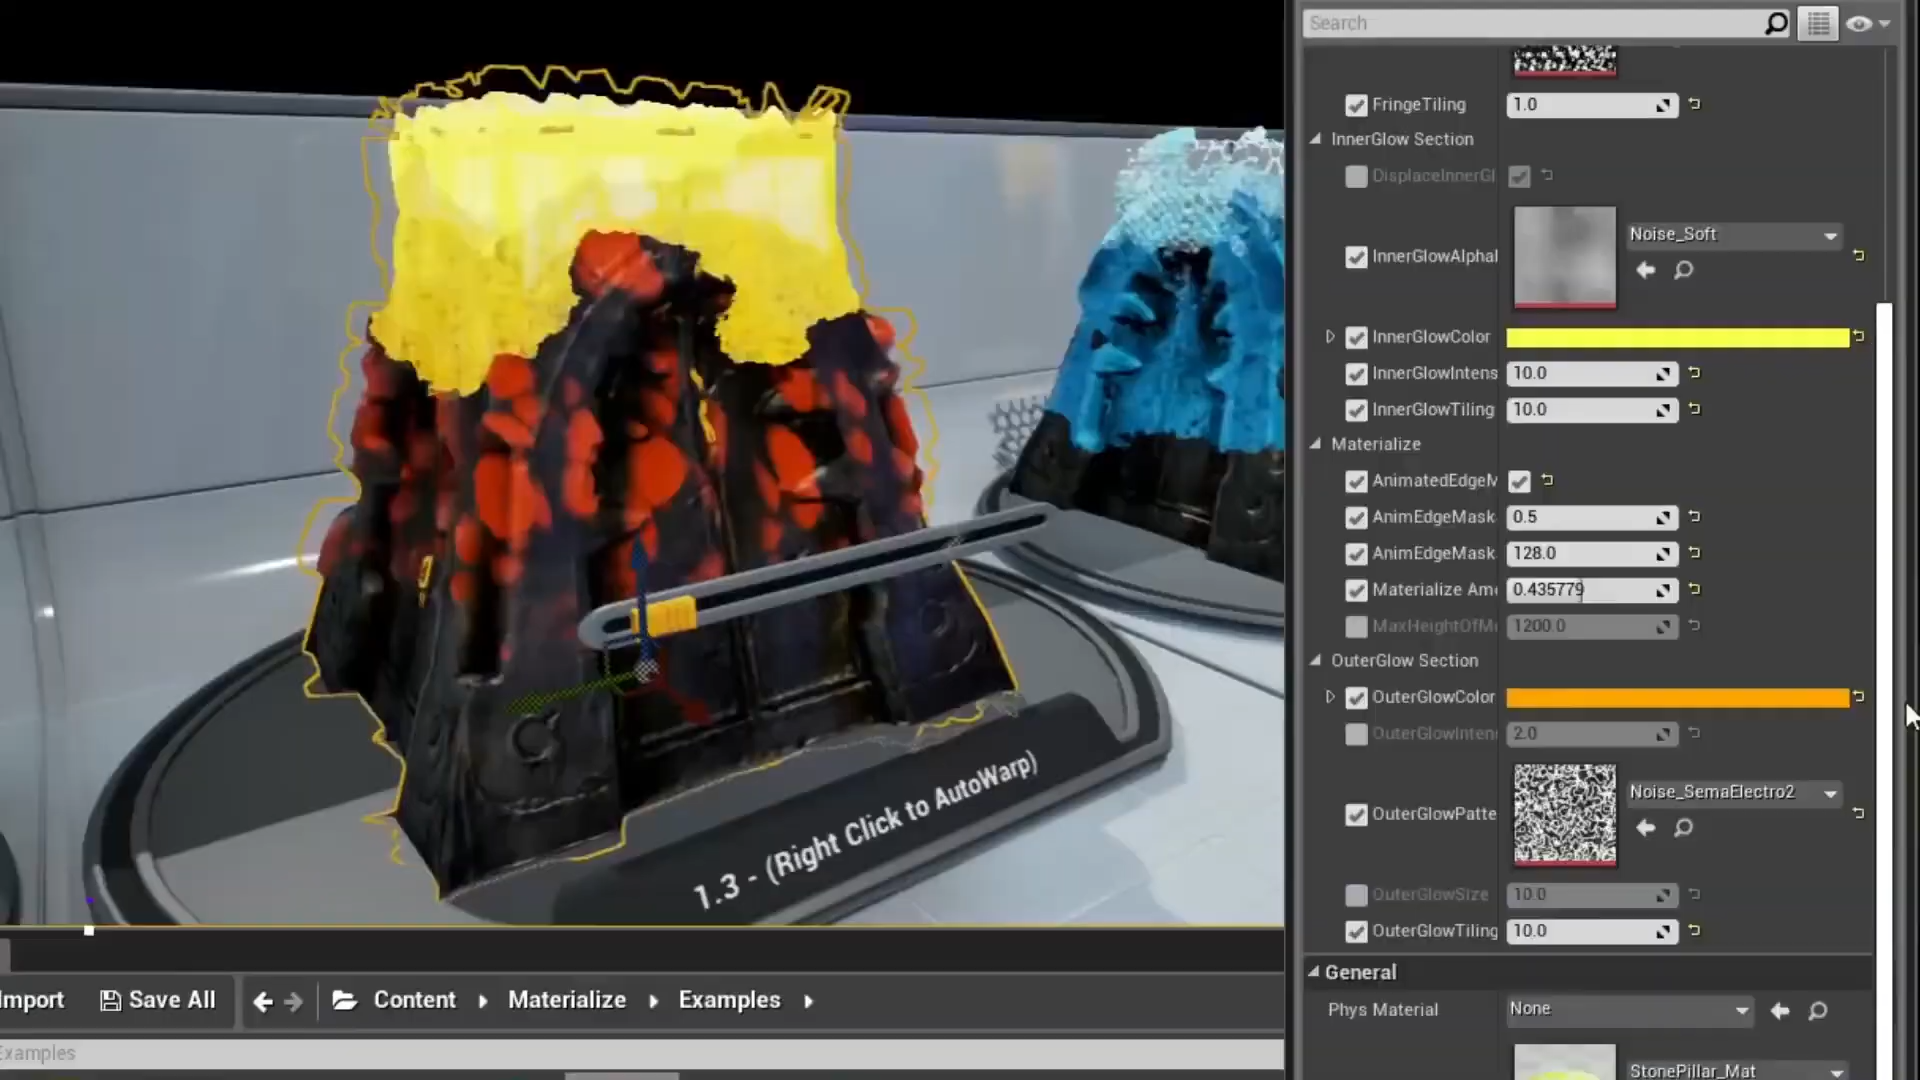 Search
FringeTiling 1.0
InnerGlow Section
DisplaceInnerGl
InnerGlowAlphal Noise_Soft
InnerGlowColor
InnerGlowIntens 10.0
InnerGlowTiling 10.0
Materialize
AnimatedEdgeM
AnimEdgeMask 0.5
AnimEdgeMask 128.0
Materialize Amo 0.435779
MaxHeightOfMa 1200.0
OuterGlow Section
OuterGlowColor
OuterGlowInten 2.0
OuterGlowPatte Noise_SemaElectro2
OuterGlowSize 10.0
OuterGlowTiling 10.0
General
Phys Material None
StonePillar_Mat
1.3 - (Right Click to AutoWarp)
Import Save All Content Materialize Examples
Examples